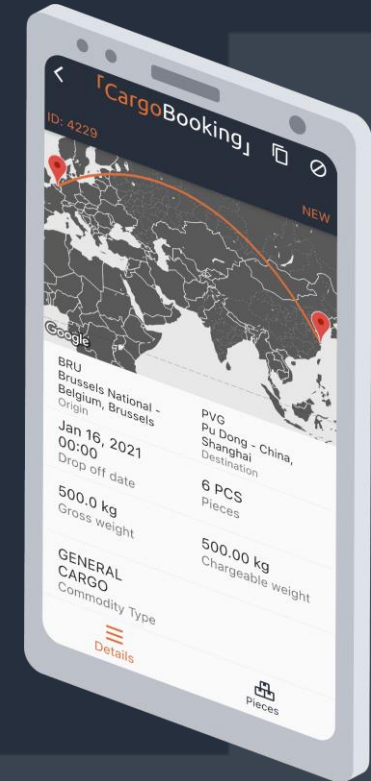 CargoBooking
ID: 4229
NEW
Google
BRU
Brussels National -
Belgium, Brussels
Origin
PVG
Pu Dong - China,
Shanghai
Destination
Jan 16, 2021
00:00
Drop off date
6 PCS
Pieces
500.0 kg
Gross weight
500.00 kg
Chargeable weight
GENERAL
CARGO
Commodity Type
Details
Pieces